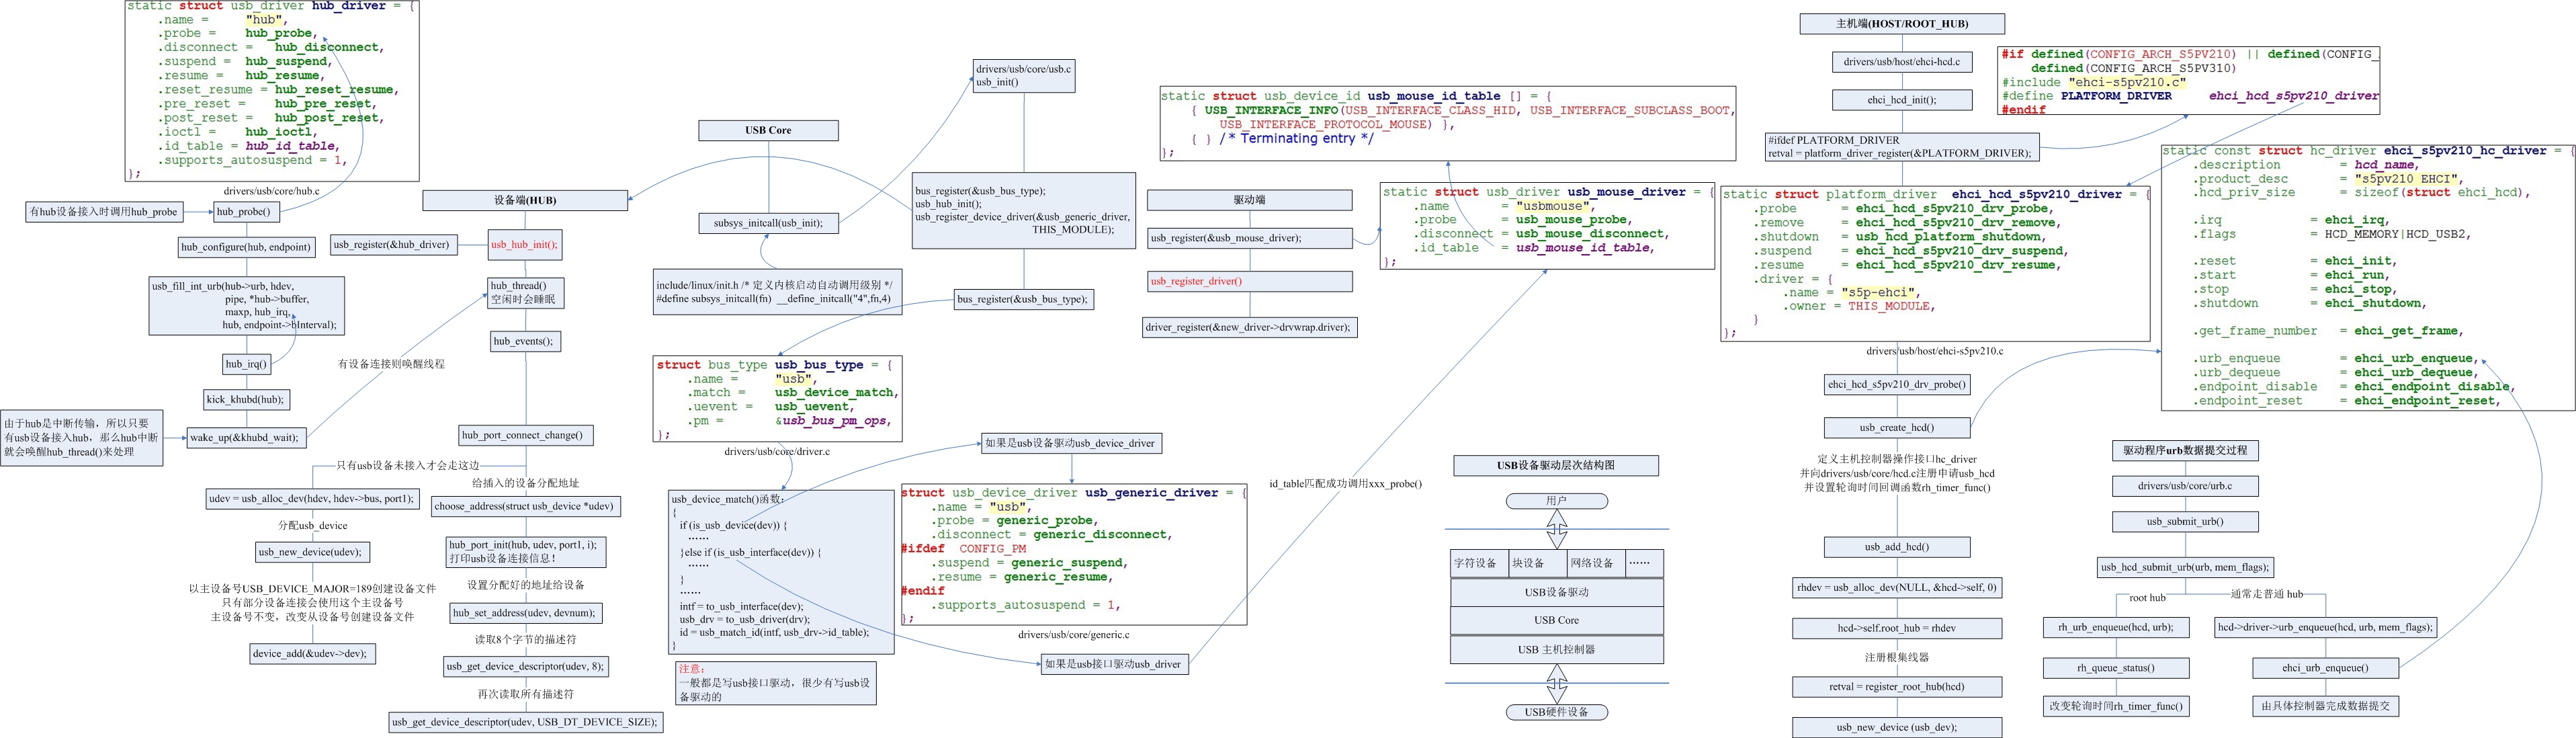 static struct usb_driver hub_driver = {
.name = "hub",
.probe = hub_probe,
.disconnect = hub_disconnect,
.suspend = hub_suspend,
.resume = hub_resume,
.reset_resume = hub_reset_resume,
.pre_reset = hub_pre_reset,
.post_reset = hub_post_reset,
.ioctl = hub_ioctl,
.id_table = hub_id_table,
.supports_autosuspend = 1,
};
drivers/usb/core/hub.c
有hub设备接入时调用hub_probe
hub_probe()
hub_configure(hub, endpoint)
usb_fill_int_urb(hub->urb, hdev,
pipe, *hub->buffer,
maxp, hub_irq,
hub, endpoint->bInterval);
hub_irq()
kick_khubd(hub);
由于hub是中断传输，所以只要
有usb设备接入hub，那么hub中断
就会唤醒hub_thread()来处理
wake_up(&khubd_wait);
有设备连接则唤醒线程
设备端(HUB)
usb_register(&hub_driver)
usb_hub_init();
hub_thread()
空闲时会睡眠
hub_events();
hub_port_connect_change()
只有usb设备未接入才会走这边
udev = usb_alloc_dev(hdev, hdev->bus, port1);
分配usb_device
usb_new_device(udev);
以主设备号USB_DEVICE_MAJOR=189创建设备文件
只有部分设备连接会使用这个主设备号
主设备号不变，改变从设备号创建设备文件
device_add(&udev->dev);
给插入的设备分配地址
choose_address(struct usb_device *udev)
hub_port_init(hub, udev, port1, i);
打印usb设备连接信息！
设置分配好的地址给设备
hub_set_address(udev, devnum);
读取8个字节的描述符
usb_get_device_descriptor(udev, 8);
再次读取所有描述符
usb_get_device_descriptor(udev, USB_DT_DEVICE_SIZE);
USB Core
subsys_initcall(usb_init);
include/linux/init.h /* 定义内核启动自动调用级别 */
#define subsys_initcall(fn) __define_initcall("4",fn,4)
drivers/usb/core/usb.c
usb_init()
bus_register(&usb_bus_type);
usb_hub_init();
usb_register_device_driver(&usb_generic_driver,
THIS_MODULE);
bus_register(&usb_bus_type);
struct bus_type usb_bus_type = {
.name = "usb",
.match = usb_device_match,
.uevent = usb_uevent,
.pm = &usb_bus_pm_ops,
};
drivers/usb/core/driver.c
usb_device_match()函数：
{
if (is_usb_device(dev)) {
……
}else if (is_usb_interface(dev)) {
……
}
……
intf = to_usb_interface(dev);
usb_drv = to_usb_driver(drv);
id = usb_match_id(intf, usb_drv->id_table);
}
注意：
一般都是写usb接口驱动，很少有写usb设
备驱动的
如果是usb设备驱动usb_device_driver
struct usb_device_driver usb_generic_driver = {
.name = "usb",
.probe = generic_probe,
.disconnect = generic_disconnect,
#ifdef CONFIG_PM
.suspend = generic_suspend,
.resume = generic_resume,
#endif
.supports_autosuspend = 1,
};
drivers/usb/core/generic.c
如果是usb接口驱动usb_driver
id_table匹配成功调用xxx_probe()
static struct usb_device_id usb_mouse_id_table [] = {
{ USB_INTERFACE_INFO(USB_INTERFACE_CLASS_HID, USB_INTERFACE_SUBCLASS_BOOT,
USB_INTERFACE_PROTOCOL_MOUSE) },
{ } /* Terminating entry */
};
驱动端
usb_register(&usb_mouse_driver);
usb_register_driver()
driver_register(&new_driver->drvwrap.driver);
static struct usb_driver usb_mouse_driver = {
.name = "usbmouse",
.probe = usb_mouse_probe,
.disconnect = usb_mouse_disconnect,
.id_table = usb_mouse_id_table,
};
USB设备驱动层次结构图
用户
字符设备 块设备 网络设备 ……
USB设备驱动
USB Core
USB 主机控制器
USB硬件设备
主机端(HOST/ROOT_HUB)
drivers/usb/host/ehci-hcd.c
ehci_hcd_init();
#ifdef PLATFORM_DRIVER
retval = platform_driver_register(&PLATFORM_DRIVER);
#if defined(CONFIG_ARCH_S5PV210) || defined(CONFIG_
defined(CONFIG_ARCH_S5PV310)
#include "ehci-s5pv210.c"
#define PLATFORM_DRIVER ehci_hcd_s5pv210_driver
#endif
static struct platform_driver ehci_hcd_s5pv210_driver = {
.probe = ehci_hcd_s5pv210_drv_probe,
.remove = ehci_hcd_s5pv210_drv_remove,
.shutdown = usb_hcd_platform_shutdown,
.suspend = ehci_hcd_s5pv210_drv_suspend,
.resume = ehci_hcd_s5pv210_drv_resume,
.driver = {
.name = "s5p-ehci",
.owner = THIS_MODULE,
}
};
drivers/usb/host/ehci-s5pv210.c
ehci_hcd_s5pv210_drv_probe()
usb_create_hcd()
定义主机控制器操作接口hc_driver
并向drivers/usb/core/hcd.c注册申请usb_hcd
并设置轮询时间回调函数rh_timer_func()
usb_add_hcd()
rhdev = usb_alloc_dev(NULL, &hcd->self, 0)
hcd->self.root_hub = rhdev
注册根集线器
retval = register_root_hub(hcd)
usb_new_device (usb_dev);
static const struct hc_driver ehci_s5pv210_hc_driver = {
.description = hcd_name,
.product_desc = "s5pv210 EHCI",
.hcd_priv_size = sizeof(struct ehci_hcd),
.irq = ehci_irq,
.flags = HCD_MEMORY|HCD_USB2,
.reset = ehci_init,
.start = ehci_run,
.stop = ehci_stop,
.shutdown = ehci_shutdown,
.get_frame_number = ehci_get_frame,
.urb_enqueue = ehci_urb_enqueue,
.urb_dequeue = ehci_urb_dequeue,
.endpoint_disable = ehci_endpoint_disable,
.endpoint_reset = ehci_endpoint_reset,
驱动程序urb数据提交过程
drivers/usb/core/urb.c
usb_submit_urb()
usb_hcd_submit_urb(urb, mem_flags);
root hub
通常走普通 hub
rh_urb_enqueue(hcd, urb);
hcd->driver->urb_enqueue(hcd, urb, mem_flags);
rh_queue_status()
ehci_urb_enqueue()
改变轮询时间rh_timer_func()
由具体控制器完成数据提交